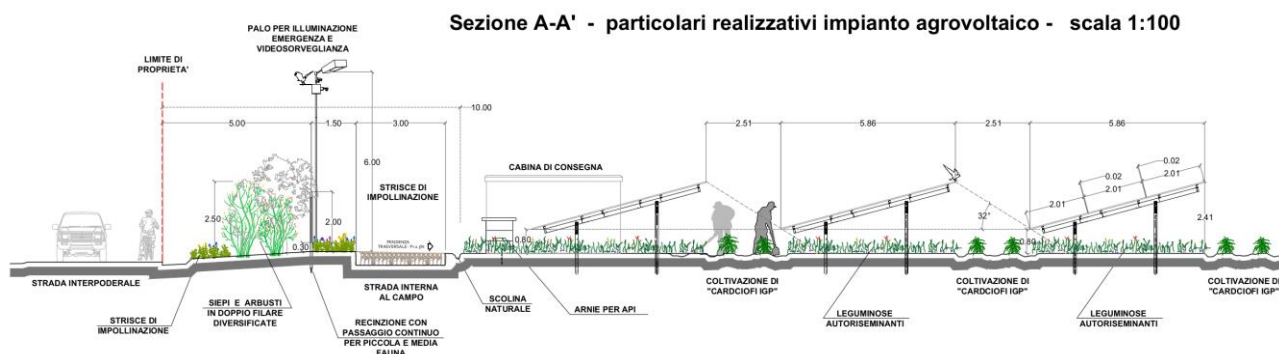 Sezione A-A' - particolari realizzativi impianto agrovoltaico - scala 1:100
PALO PER ILLUMINAZIONE
EMERGENZA E
VIDEOSORVEGLIANZA
LIMITE DI
PROPRIETA'
10.00
5.00
1.50
3.00
2.51
5.86
2.51
5.86
6.00
CABINA DI CONSEGNA
STRISCE DI
IMPOLLINAZIONE
0.02
0.02
2.01
2.01
2.01
2.50
2.00
0.30
0.80
32°
0.80
2.41
PENDENZA
STRADA INTERPODERALE
STRADA INTERNA
AL CAMPO
SCOLINA
NATURALE
COLTIVAZIONE DI
"CARDCIOFI IGP"
COLTIVAZIONE DI
"CARDCIOFI IGP"
COLTIVAZIONE DI
"CARDCIOFI IGP"
STRISCE DI
IMPOLLINAZIONE
SIEPI E ARBUSTI
IN DOPPIO FILARE
DIVERSIFICATE
RECINZIONE CON
PASSAGGIO CONTINUO
PER PICCOLA E MEDIA
FAUNA
ARNIE PER API
LEGUMINOSE
AUTORISEMINANTI
LEGUMINOSE
AUTORISEMINANTI